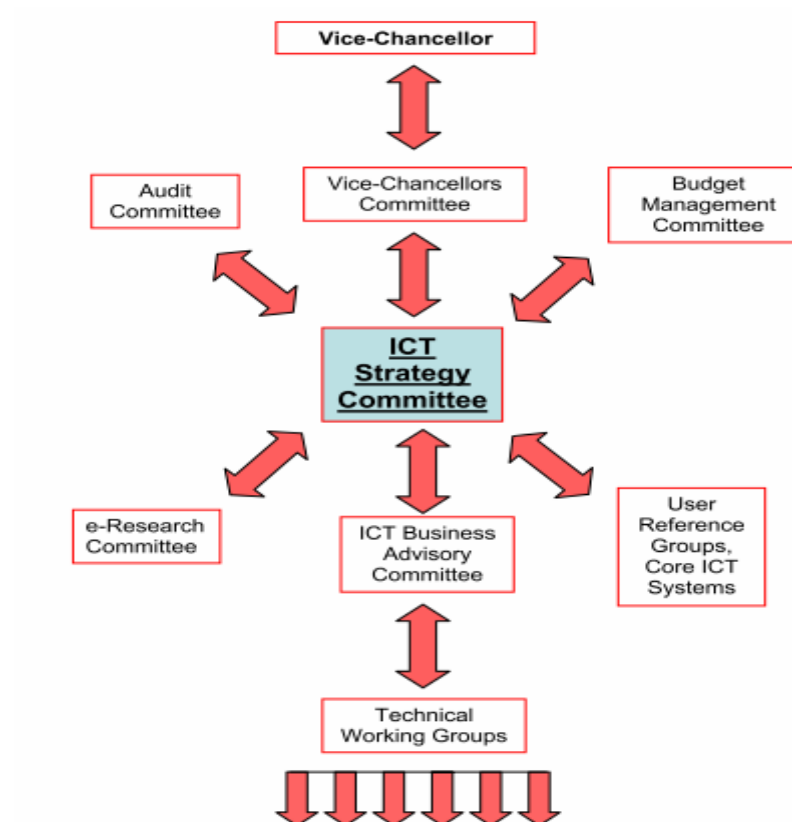 Vice-Chancellor
Audit
Committee
Vice-Chancellors
Committee
Budget
Management
Committee
ICT
Strategy
Committee
e-Research
Committee
ICT Business
Advisory
Committee
User
Reference
Groups,
Core ICT
Systems
Technical
Working Groups